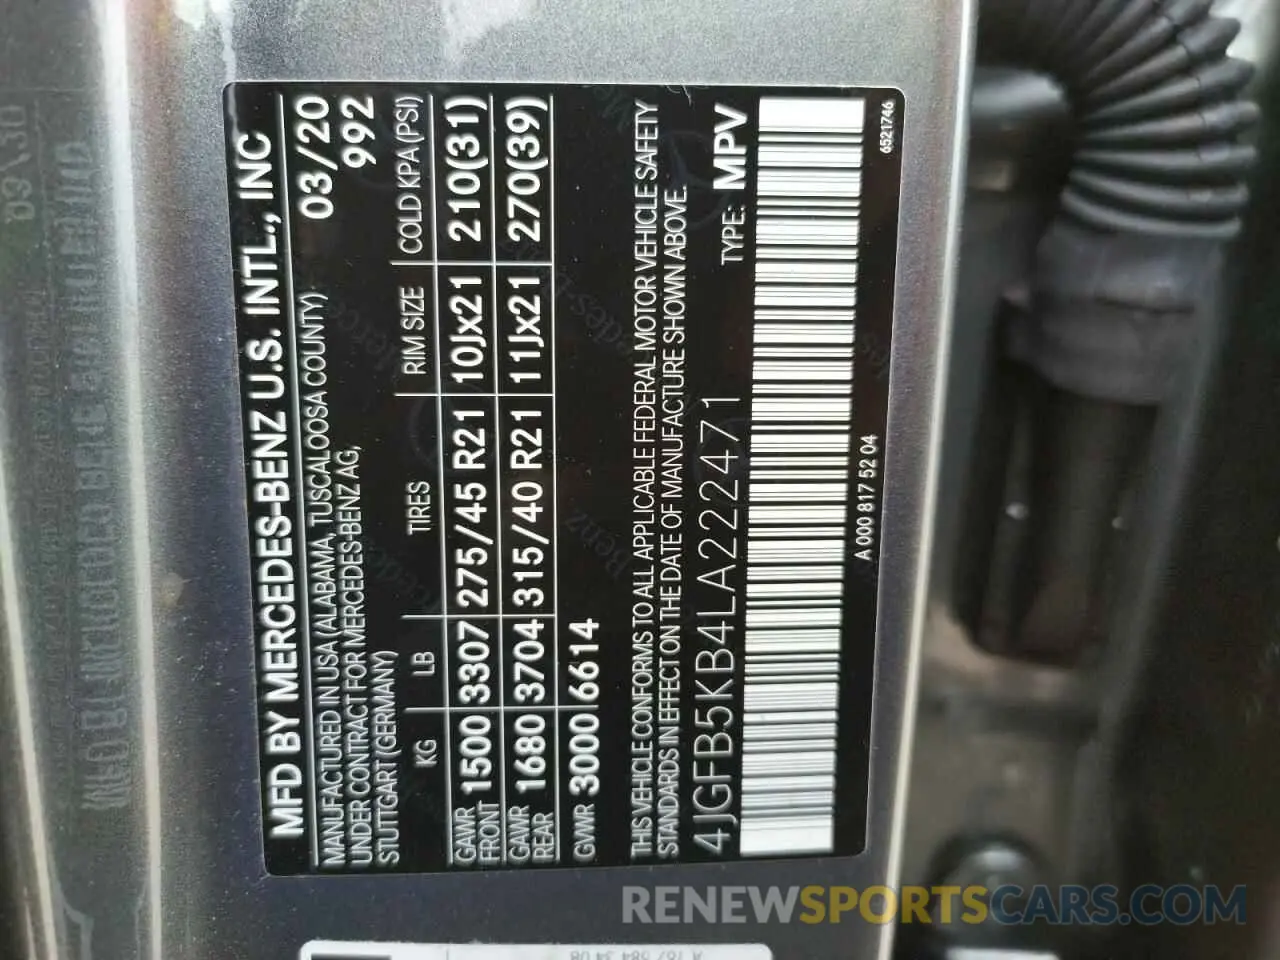 MFD BY MERCEDES-BENZ U.S. INTL., INC
MANUFACTURED IN USA (ALABAMA, TUSCALOOSA COUNTY) 03/20
UNDER CONTRACT FOR MERCEDES-BENZ AG, 992
STUTTGART (GERMANY)
KG LB TIRES RIM SIZE COLD KPA (PSI)
GAWR FRONT 1500 3307 275/45 R21 10Jx21 210(31)
GAWR REAR 1680 3704 315/40 R21 11Jx21 270(39)
GVWR 3000 6614
THIS VEHICLE CONFORMS TO ALL APPLICABLE FEDERAL MOTOR VEHICLE SAFETY
STANDARDS IN EFFECT ON THE DATE OF MANUFACTURE SHOWN ABOVE.
4JGFB5KB4LA222471 TYPE: MPV
A 000 817 52 04
6521746
RENEWSPORTSCARS.COM